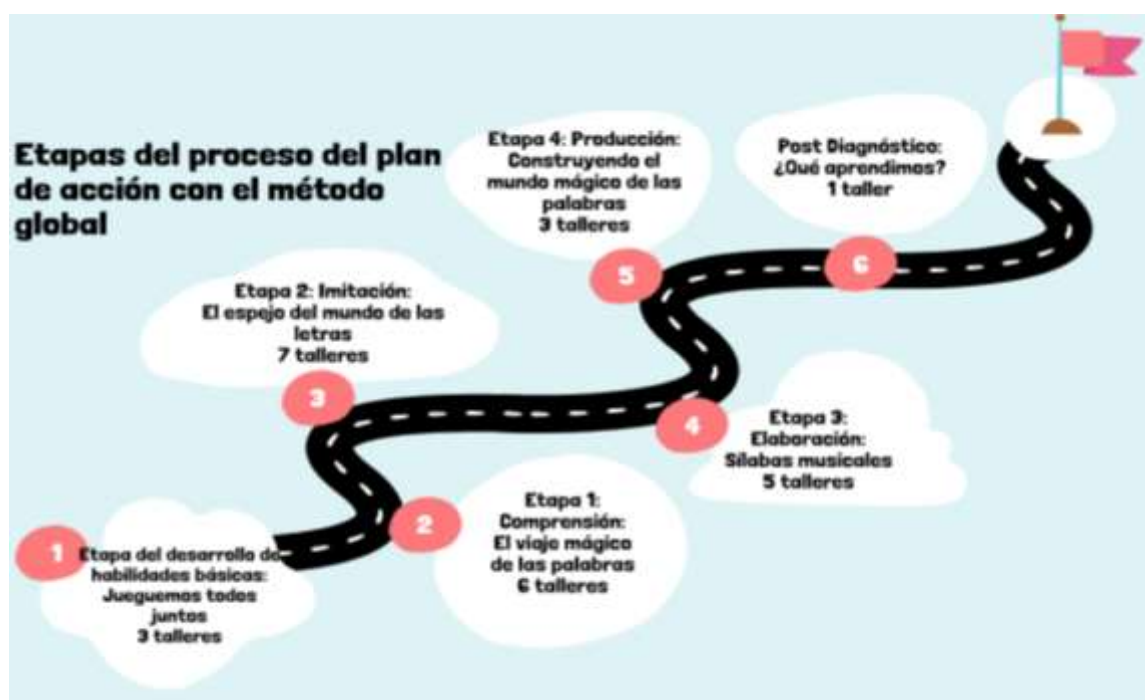 Etapas del proceso del plan
de acción con el método
global
1
Etapa del desarrollo de
habilidades básicas:
Jueguemos todos
juntos
3 talleres
2
Etapa 1:
Comprensión:
El viaje mágico
de las palabras
6 talleres
3
Etapa 2: Imitación:
El espejo del mundo de las
letras
7 talleres
4
Etapa 3:
Elaboración:
Sílabas musicales
5 talleres
5
Etapa 4: Producción:
Construyendo el
mundo mágico de las
palabras
3 talleres
6
Post Diagnóstico:
¿Qué aprendimos?
1 taller